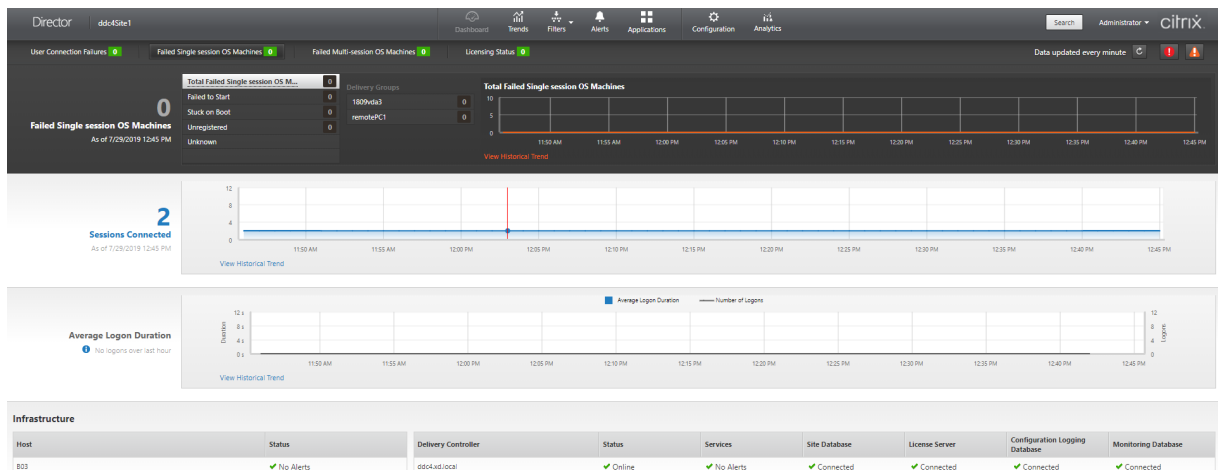 Director ddc4Site1
Dashboard Trends Filters Alerts Applications Configuration Analytics
Search Administrator citrix
User Connection Failures 0 Failed Single session OS Machines 0 Failed Multi-session OS Machines 0 Licensing Status 0 Data updated every minute
0
Failed Single session OS Machines
As of 7/29/2019 12:45 PM
Total Failed Single session OS M... 0
Failed to Start 0
Stuck on Boot 0
Unregistered 0
Unknown
Delivery Groups
1809vda3 0
remotePC1 0
Total Failed Single session OS Machines
10
5
0
11:50 AM 11:55 AM 12:00 PM 12:05 PM 12:10 PM 12:15 PM 12:20 PM 12:25 PM 12:30 PM 12:35 PM 12:40 PM 12:45 PM
View Historical Trend
2
Sessions Connected
As of 7/29/2019 12:45 PM
12
8
4
0
11:50 AM 11:55 AM 12:00 PM 12:05 PM 12:10 PM 12:15 PM 12:20 PM 12:25 PM 12:30 PM 12:35 PM 12:40 PM 12:45 PM
View Historical Trend
Average Logon Duration
No logons over last hour
Average Logon Duration Number of Logons
Duration
12 s
8 s
4 s
0 s
12
8
4
0
Logons
11:50 AM 11:55 AM 12:00 PM 12:05 PM 12:10 PM 12:15 PM 12:20 PM 12:25 PM 12:30 PM 12:35 PM 12:40 PM 12:45 PM
View Historical Trend
Infrastructure
Host Status Delivery Controller Status Services Site Database License Server Configuration Logging Database Monitoring Database
B03 No Alerts ddc4.xd.local Online No Alerts Connected Connected Connected Connected